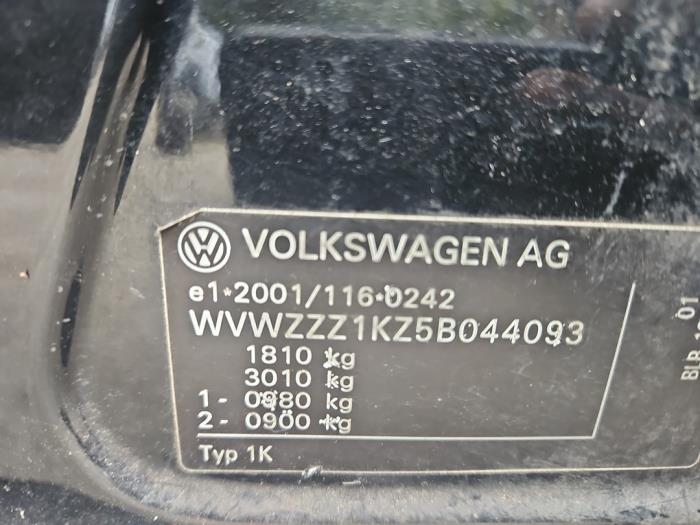 VOLKSWAGEN AG
e1*2001/116*0242
WVWZZZ1KZ5B044093
1810 kg
3010 kg
1- 0980 kg
2- 0900 kg
Typ 1K
01